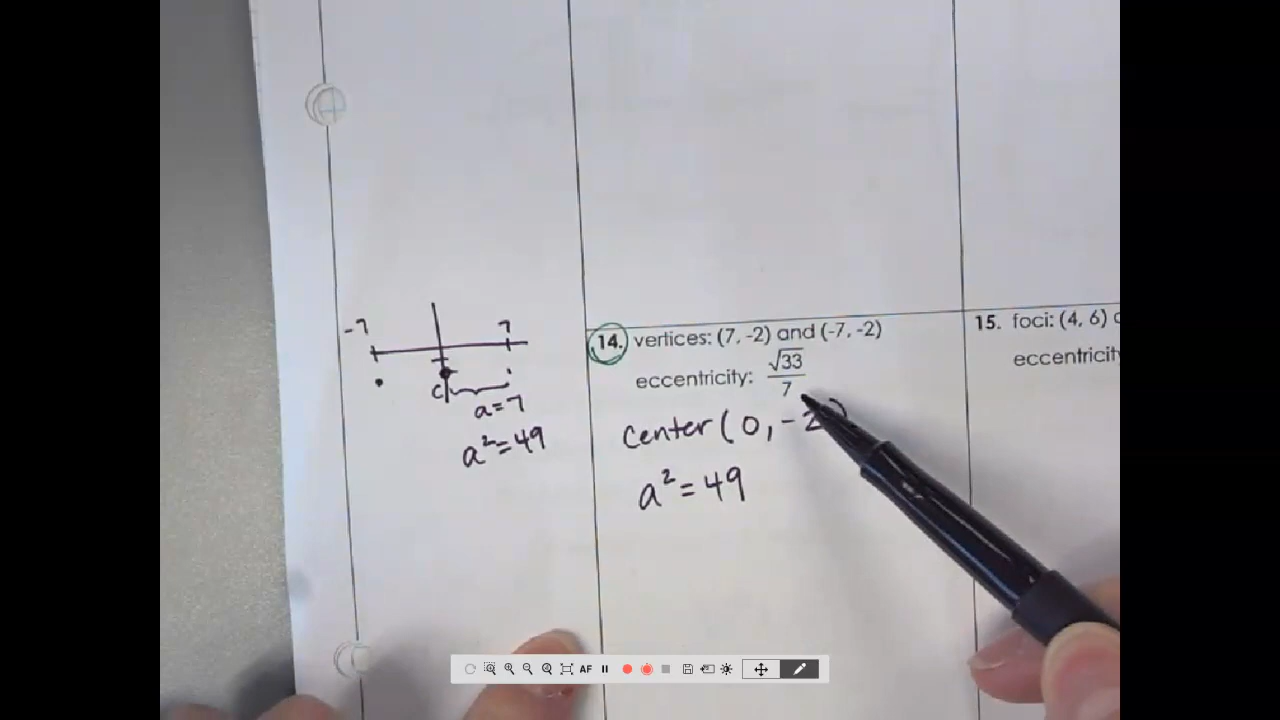 -7
7
C
a=7
a²=49
14. vertices: (7, -2) and (-7, -2)
eccentricity: √33/7
Center (0, -2)
a² = 49
15. foci: (4, 6)
eccentricity
AF